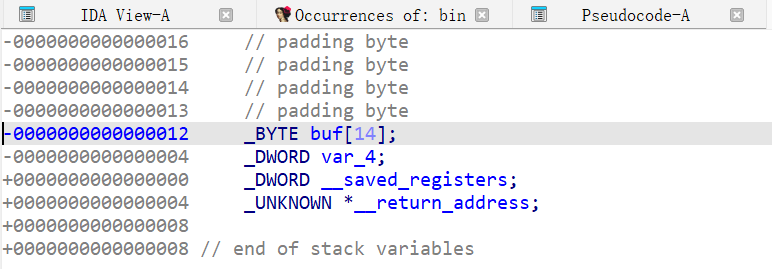 IDA View-A Occurrences of: bin Pseudocode-A
-0000000000000016 // padding byte
-0000000000000015 // padding byte
-0000000000000014 // padding byte
-0000000000000013 // padding byte
-0000000000000012 _BYTE buf[14];
-0000000000000004 _DWORD var_4;
+0000000000000000 _DWORD __saved_registers;
+0000000000000004 _UNKNOWN *__return_address;
+0000000000000008
+0000000000000008 // end of stack variables